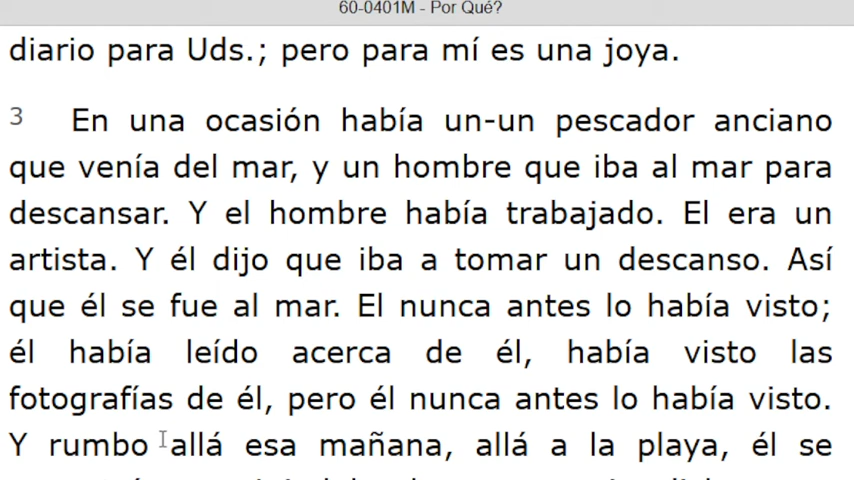 60-0401M - Por Qué?
diario para Uds.; pero para mí es una joya.
3 En una ocasión había un-un pescador anciano
que venía del mar, y un hombre que iba al mar para
descansar. Y el hombre había trabajado. El era un
artista. Y él dijo que iba a tomar un descanso. Así
que él se fue al mar. El nunca antes lo había visto;
él había leído acerca de él, había visto las
fotografías de él, pero él nunca antes lo había visto.
Y rumbo allá esa mañana, allá a la playa, él se